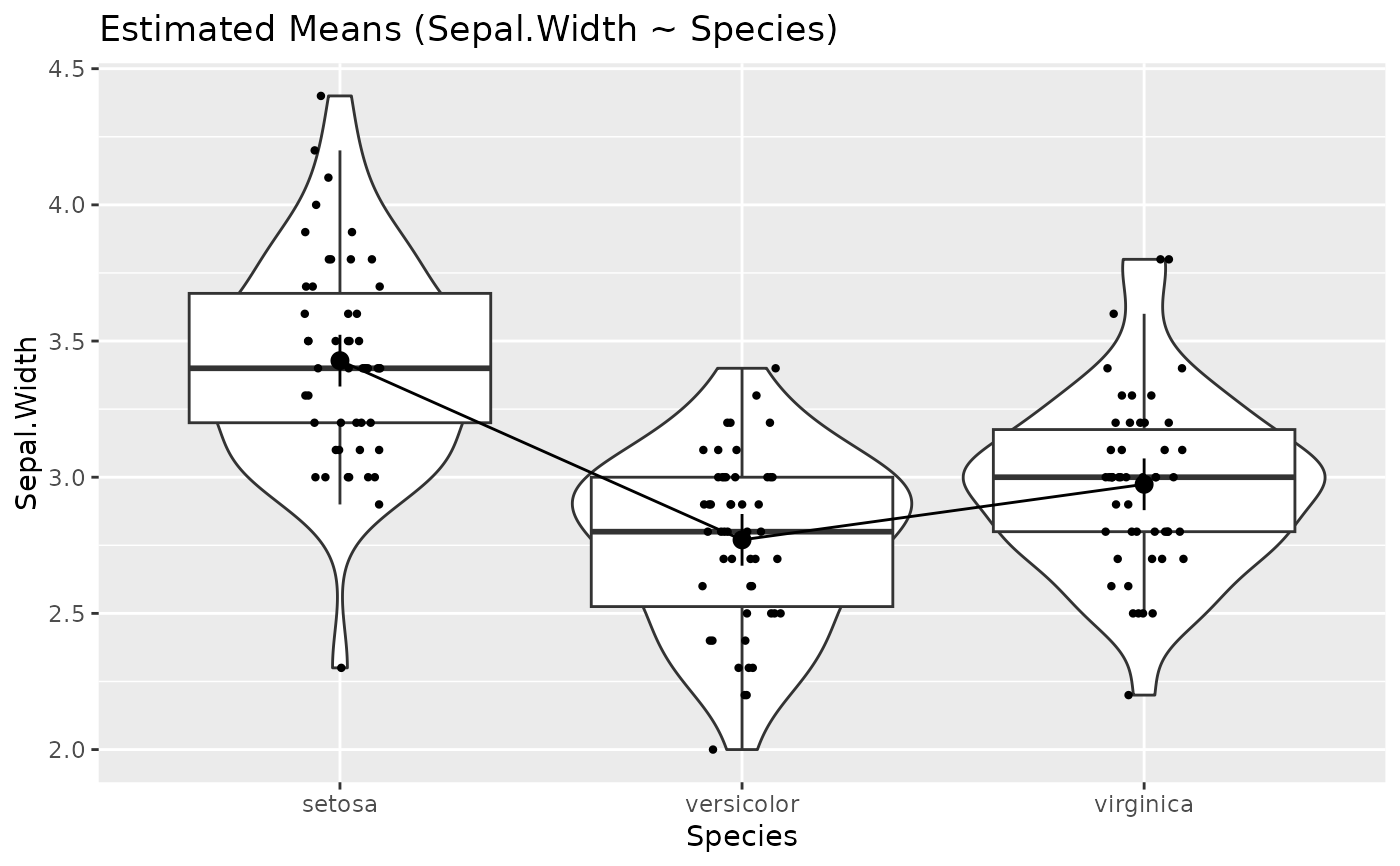 Estimated Means (Sepal.Width ~ Species)
4.5
4.0
3.5
3.0
2.5
2.0
Sepal.Width
setosa
versicolor
virginica
Species